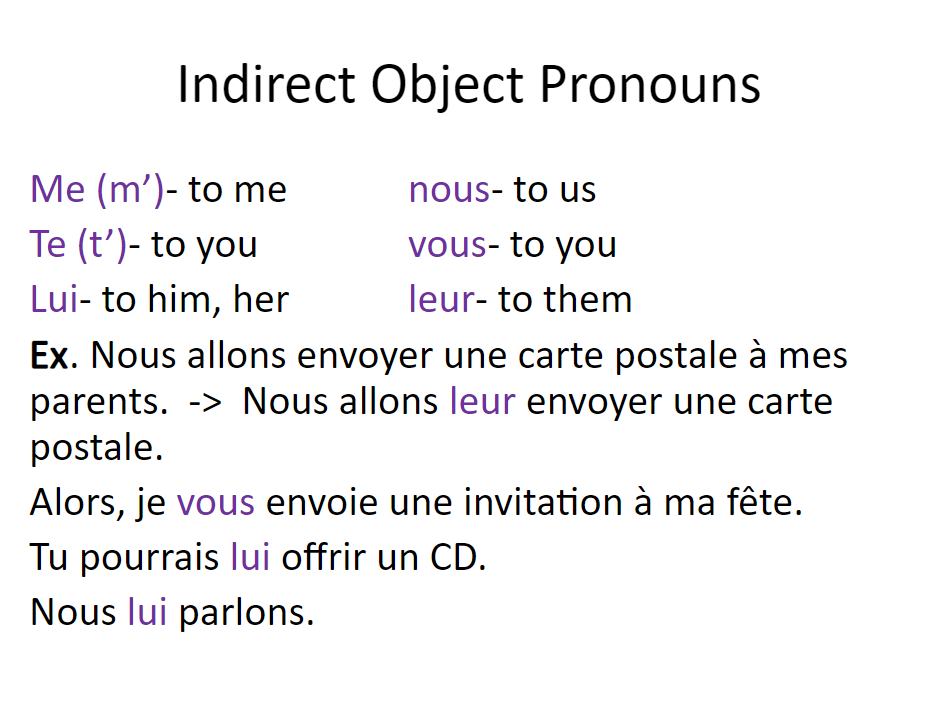 Indirect Object Pronouns
Me (m’)- to me nous- to us
Te (t’)- to you vous- to you
Lui- to him, her leur- to them
Ex. Nous allons envoyer une carte postale à mes
parents. -> Nous allons leur envoyer une carte
postale.
Alors, je vous envoie une invitation à ma fête.
Tu pourrais lui offrir un CD.
Nous lui parlons.